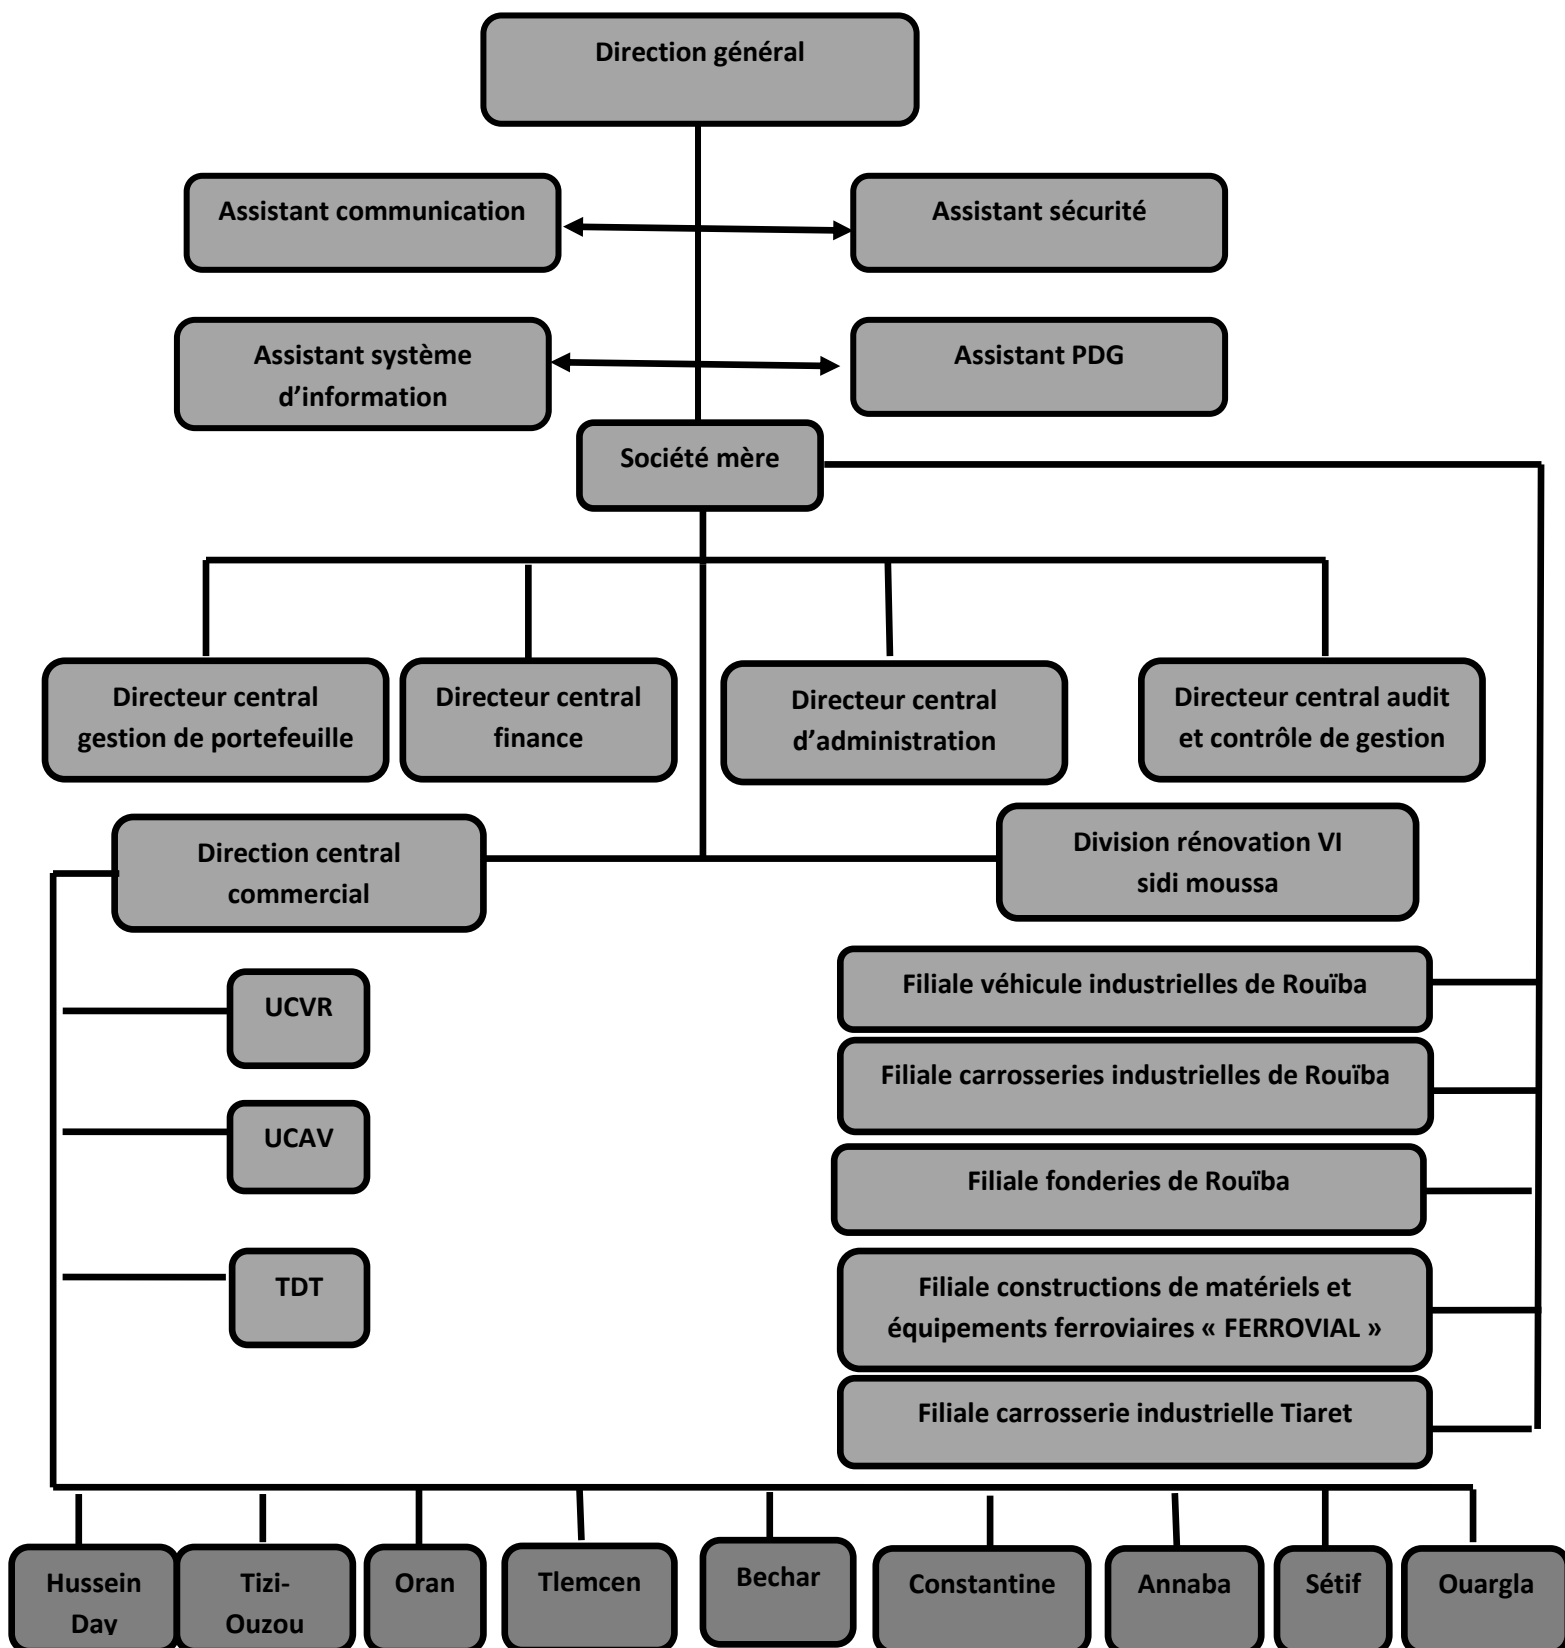 Direction général
Assistant communication
Assistant sécurité
Assistant système
d’information
Assistant PDG
Société mère
Directeur central
gestion de portefeuille
Directeur central
finance
Directeur central
d’administration
Directeur central audit
et contrôle de gestion
Direction central
commercial
Division rénovation VI
sidi moussa
UCVR
UCAV
TDT
Filiale véhicule industrielles de Rouïba
Filiale carrosseries industrielles de Rouïba
Filiale fonderies de Rouïba
Filiale constructions de matériels et
équipements ferroviaires « FERROVIAL »
Filiale carrosserie industrielle Tiaret
Hussein
Day
Tizi-
Ouzou
Oran
Tlemcen
Bechar
Constantine
Annaba
Sétif
Ouargla